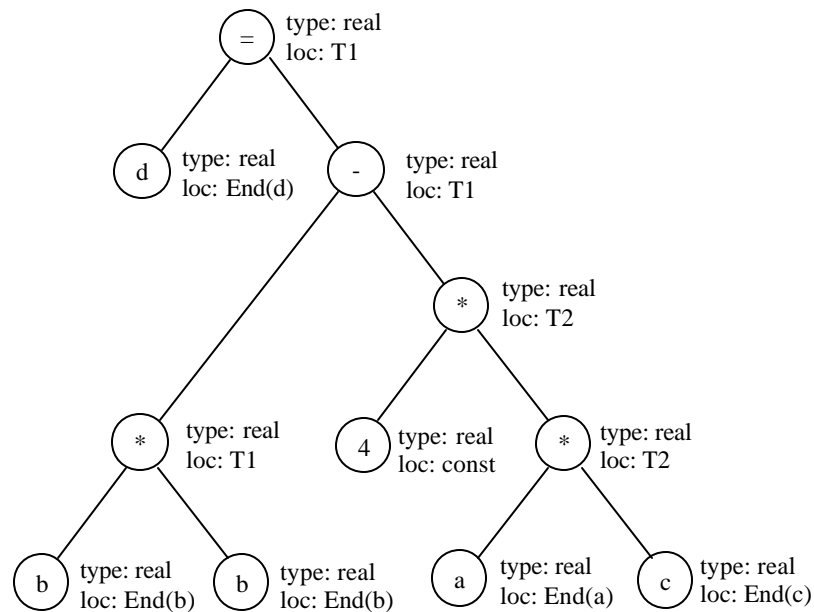 =
type: real
loc: T1
d
type: real
loc: End(d)
-
type: real
loc: T1
*
type: real
loc: T2
*
type: real
loc: T1
4
type: real
loc: const
*
type: real
loc: T2
b
type: real
loc: End(b)
b
type: real
loc: End(b)
a
type: real
loc: End(a)
c
type: real
loc: End(c)